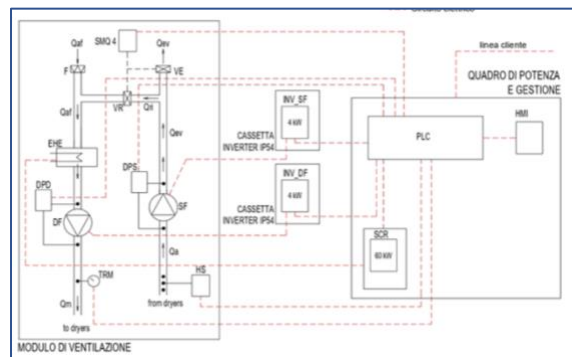 linea cliente
Qaf
SMQ 4
Qev
QUADRO DI POTENZA
E GESTIONE
F
VE
INV_SF
4 kW
VR
Qri
Qaf
Qev
PLC
HMI
EHE
CASSETTA
INVERTER IP54
DPS
INV_DF
4 kW
DPD
SF
CASSETTA
INVERTER IP54
DF
SCR
60 kW
Qa
TRM
HS
Qm
from dryers
to dryers
MODULO DI VENTILAZIONE